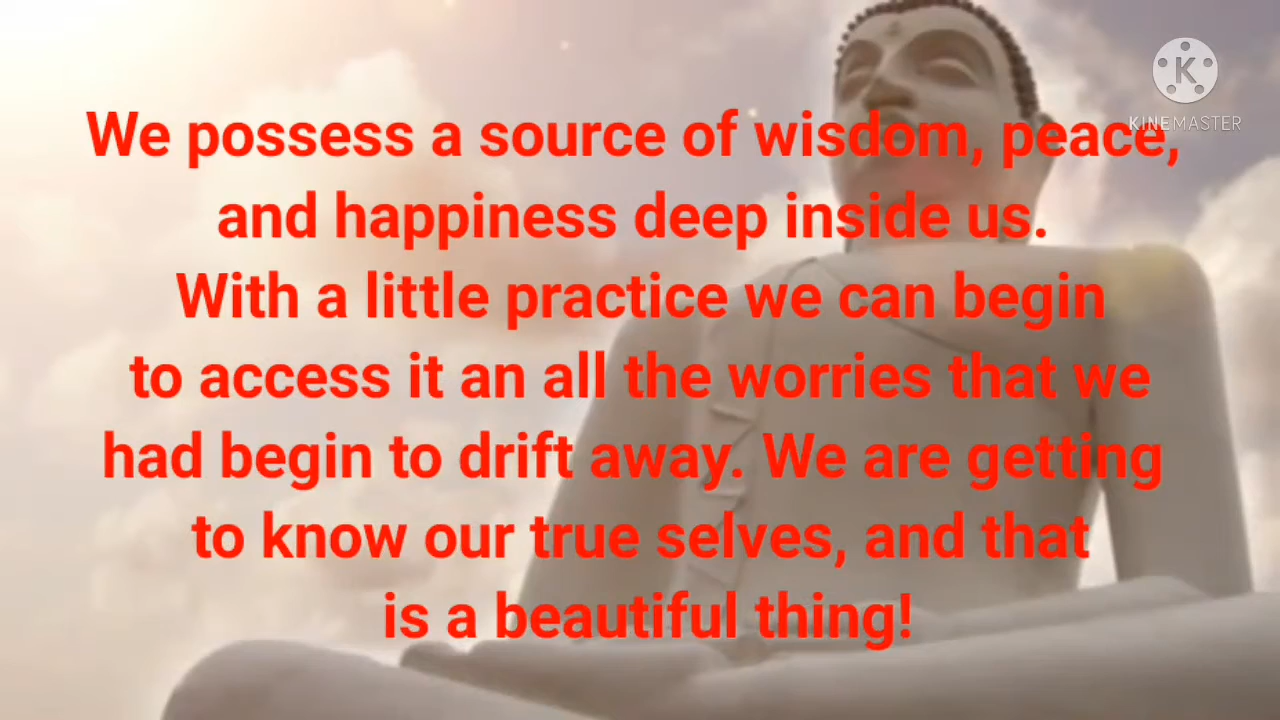 We possess a source of wisdom, peace,
and happiness deep inside us.
With a little practice we can begin
to access it an all the worries that we
had begin to drift away. We are getting
to know our true selves, and that
is a beautiful thing!
K
KINEMASTER